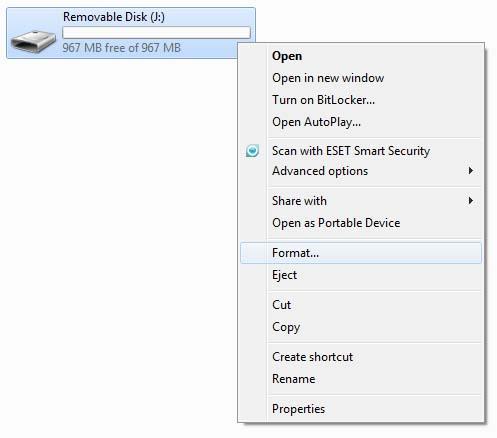 Removable Disk (J:)
967 MB free of 967 MB
Open
Open in new window
Turn on BitLocker...
Open AutoPlay...
Scan with ESET Smart Security
Advanced options
Share with
Open as Portable Device
Format...
Eject
Cut
Copy
Create shortcut
Rename
Properties